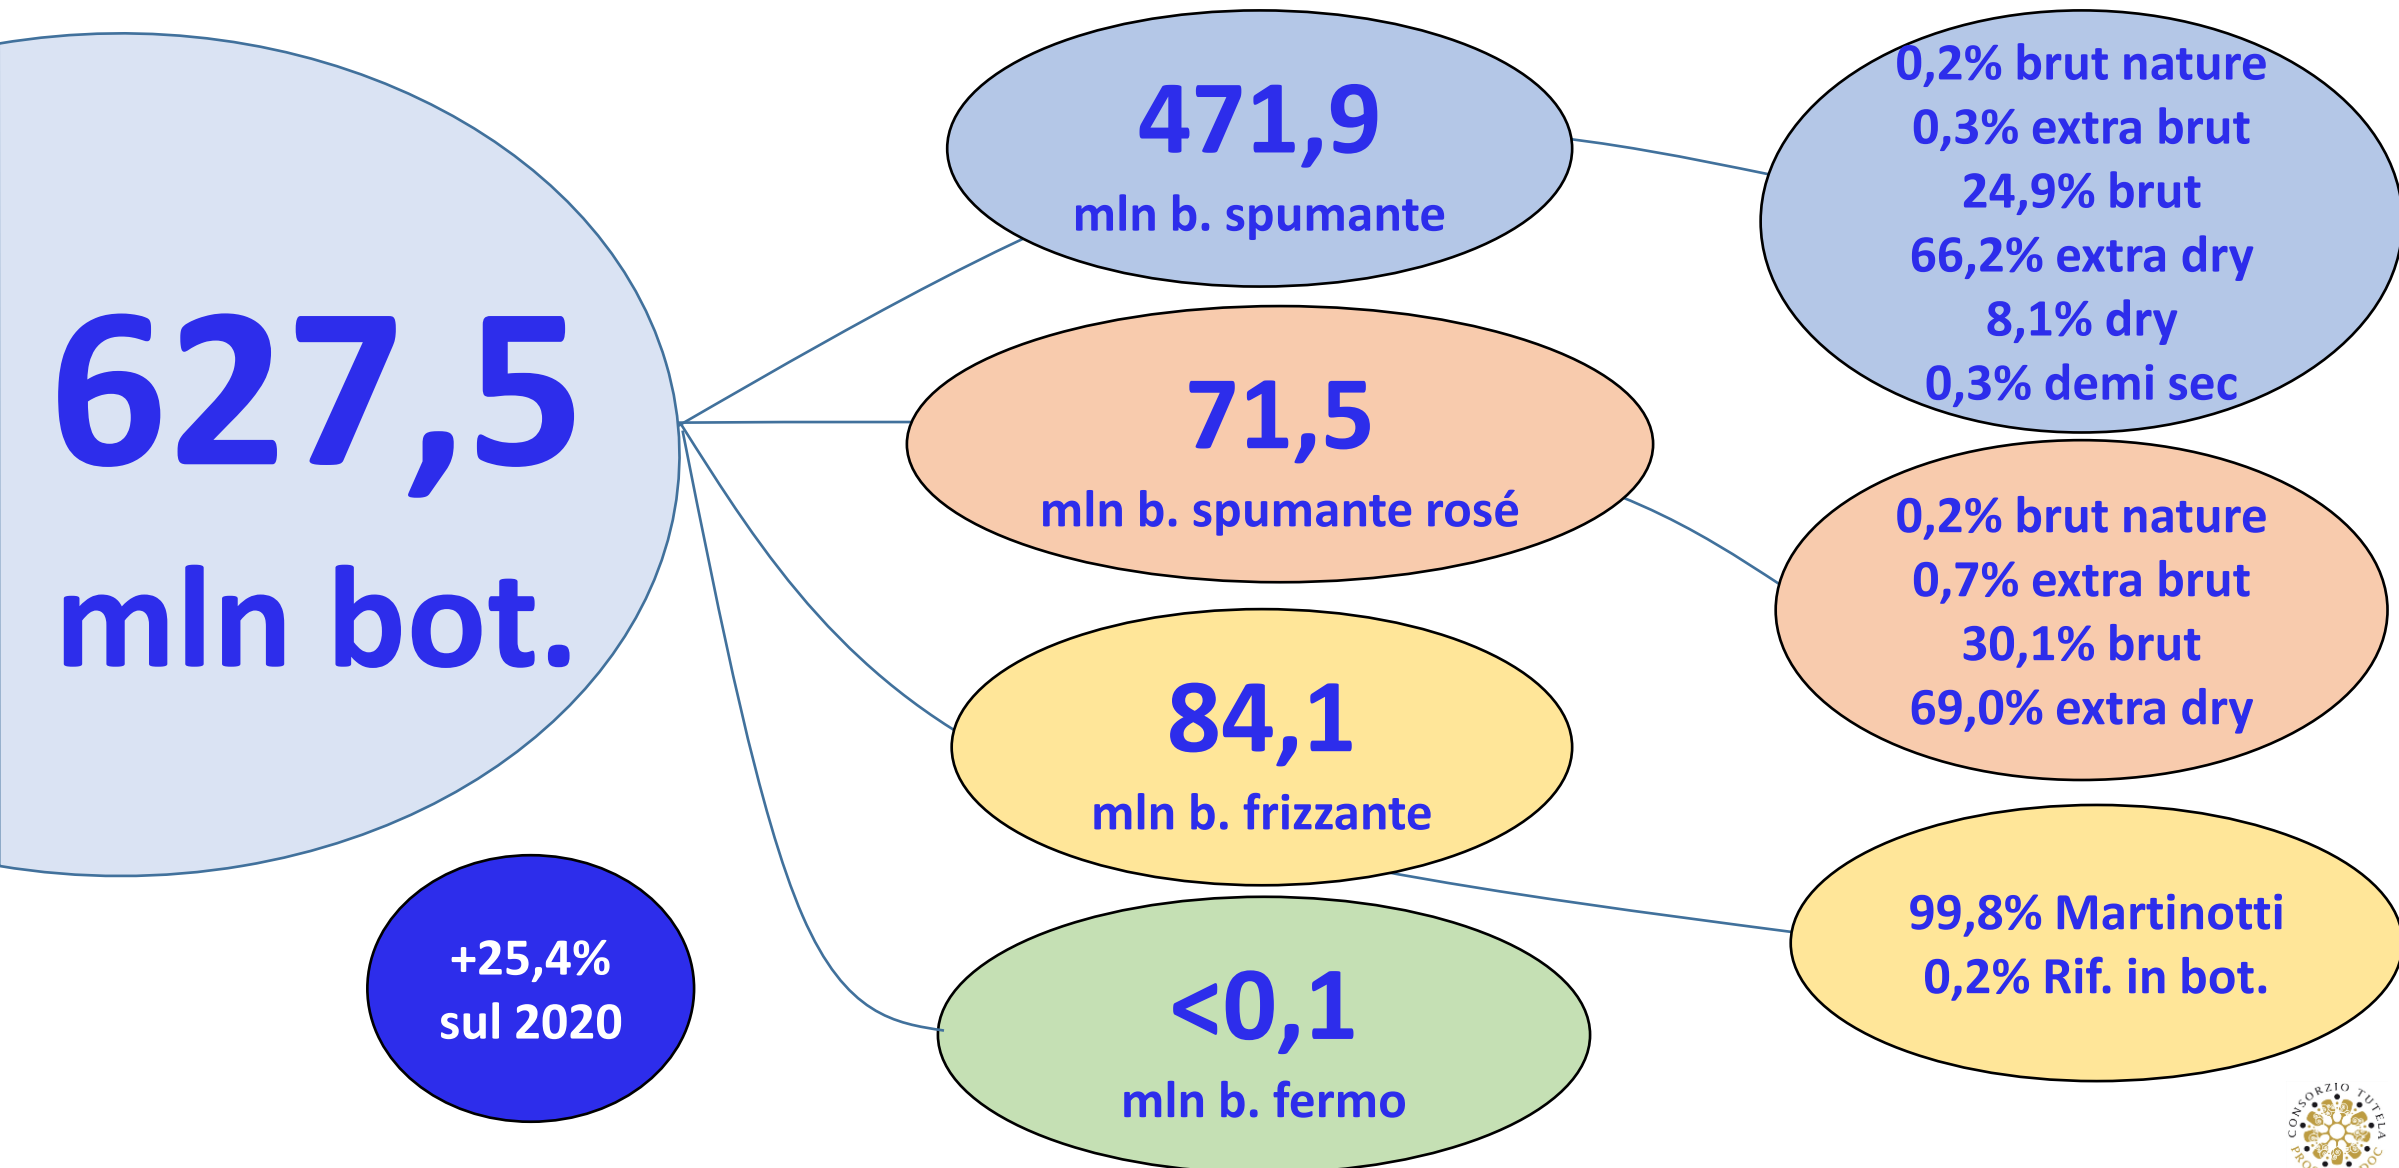 627,5
mln bot.
+25,4%
sul 2020
471,9
mln b. spumante
71,5
mln b. spumante rosé
84,1
mln b. frizzante
<0,1
mln b. fermo
0,2% brut nature
0,3% extra brut
24,9% brut
66,2% extra dry
8,1% dry
0,3% demi sec
0,2% brut nature
0,7% extra brut
30,1% brut
69,0% extra dry
99,8% Martinotti
0,2% Rif. in bot.
CONSORZIO TUTELA